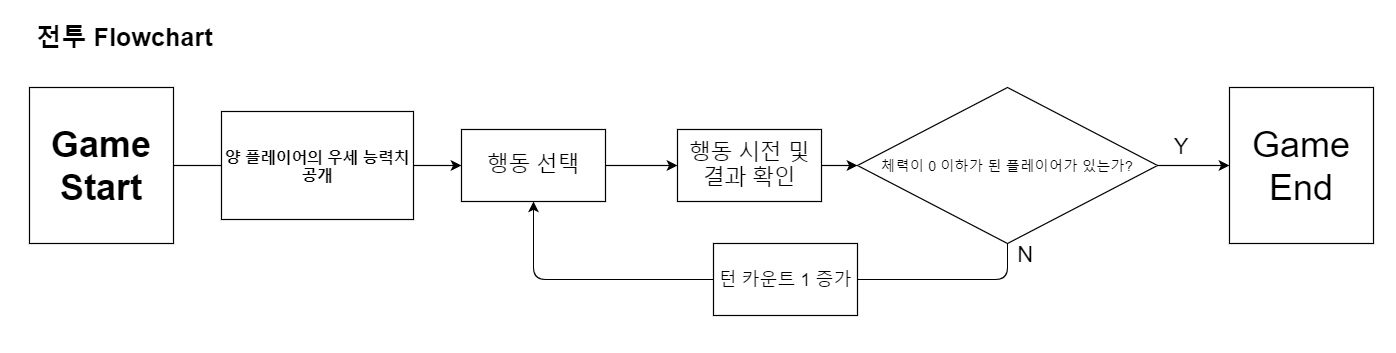 전투 Flowchart
Game
Start
양 플레이어의 우세 능력치
공개
행동 선택
행동 시전 및
결과 확인
체력이 0 이하가 된 플레이어가 있는가?
Y
Game
End
N
턴 카운트 1 증가